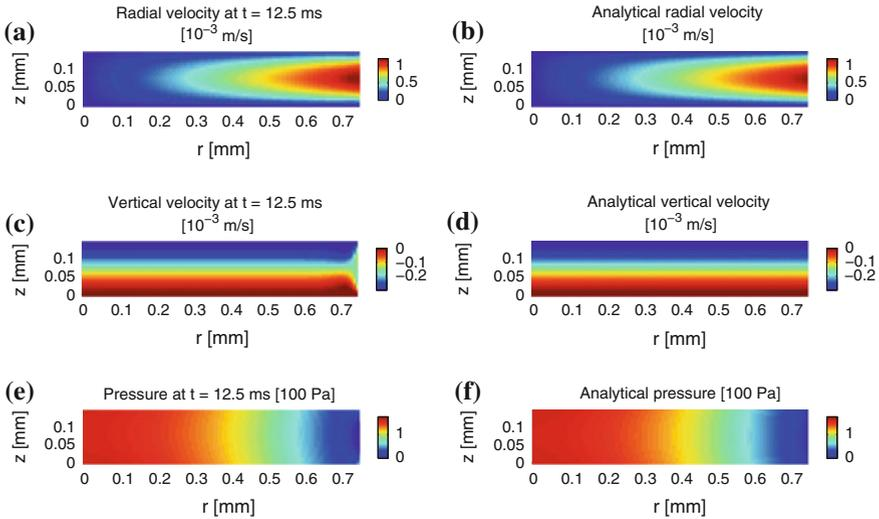 (a)
Radial velocity at t = 12.5 ms
[10⁻³ m/s]
z [mm]
0.1
0.05
0
0 0.1 0.2 0.3 0.4 0.5 0.6 0.7
r [mm]
1
0.5
0
(b)
Analytical radial velocity
[10⁻³ m/s]
z [mm]
0.1
0.05
0
0 0.1 0.2 0.3 0.4 0.5 0.6 0.7
r [mm]
1
0.5
0
(c)
Vertical velocity at t = 12.5 ms
[10⁻³ m/s]
z [mm]
0.1
0.05
0
0 0.1 0.2 0.3 0.4 0.5 0.6 0.7
r [mm]
0
−0.1
−0.2
(d)
Analytical vertical velocity
[10⁻³ m/s]
z [mm]
0.1
0.05
0
0 0.1 0.2 0.3 0.4 0.5 0.6 0.7
r [mm]
0
−0.1
−0.2
(e)
Pressure at t = 12.5 ms [100 Pa]
z [mm]
0.1
0.05
0
0 0.1 0.2 0.3 0.4 0.5 0.6 0.7
r [mm]
1
0
(f)
Analytical pressure [100 Pa]
z [mm]
0.1
0.05
0
0 0.1 0.2 0.3 0.4 0.5 0.6 0.7
r [mm]
1
0